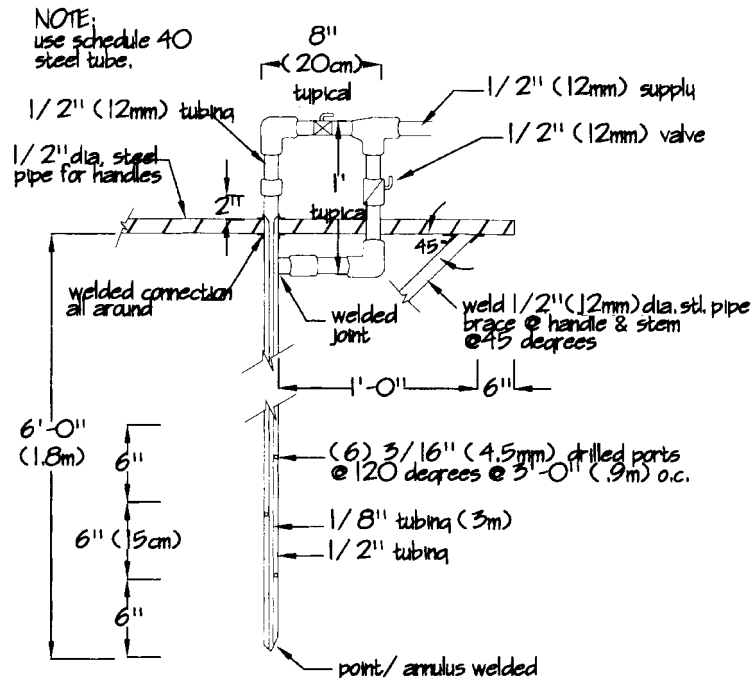 NOTE:
use schedule 40
steel tube.
8"
(20cm)
typical
1/2" (12mm) supply
1/2" (12mm) tubing
1/2" (12mm) valve
1/2" dia. steel
pipe for handles
2"
1'
typical
45°
welded connection
all around
welded
joint
weld 1/2" (12mm) dia. stl. pipe
brace @ handle & stem
@45 degrees
1'-0"
6"
6'-0"
(1.8m)
6"
(6) 3/16" (4.5mm) drilled ports
@ 120 degrees @ 3'-0" (.9m) o.c.
6" (15cm)
1/8" tubing (3m)
1/2" tubing
6"
point/ annulus welded